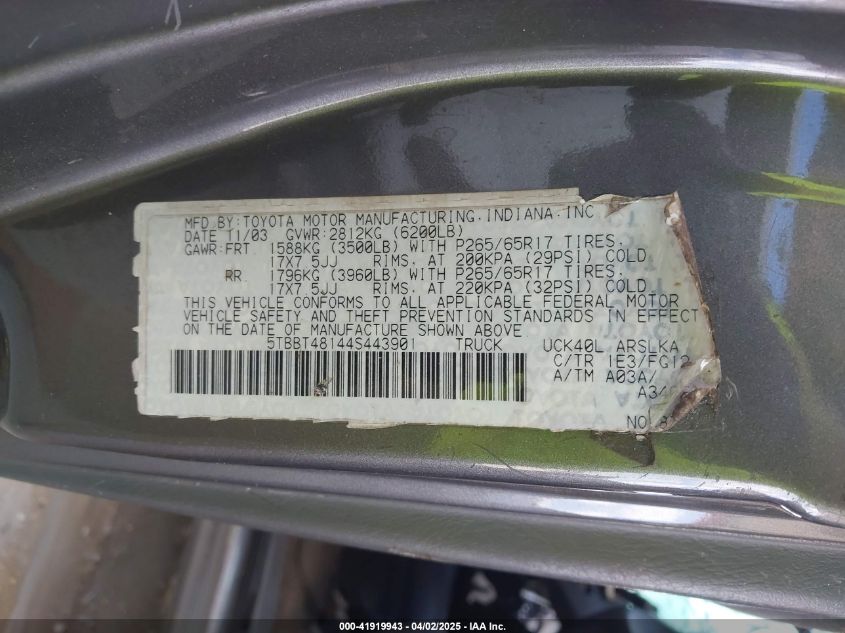 MFD BY: TOYOTA MOTOR MANUFACTURING, INDIANA, INC
DATE 11/03 GVWR: 2812KG (6200LB)
GAWR: FRT 1588KG (3500LB) WITH P265/65R17 TIRES.
17X7.5JJ RIMS. AT 200KPA (29PSI) COLD
RR 1796KG (3960LB) WITH P265/65R17 TIRES.
17X7.5JJ RIMS. AT 220KPA (32PSI) COLD
THIS VEHICLE CONFORMS TO ALL APPLICABLE FEDERAL MOTOR
VEHICLE SAFETY AND THEFT PREVENTION STANDARDS IN EFFECT
ON THE DATE OF MANUFACTURE SHOWN ABOVE
5TBBT48144S443901 TRUCK UCK40L ARSLKA
C/TR 1E3/FG12
A/TM A03A/
A34
NO. 8
000-41919943 - 04/02/2025 - IAA Inc.